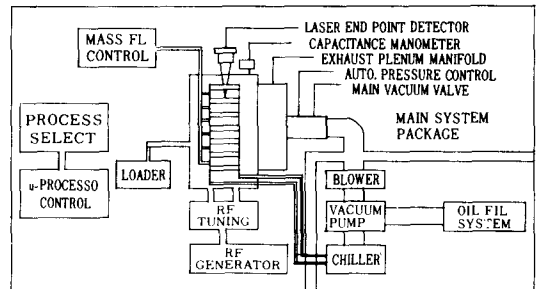 LASER END POINT DETECTOR
CAPACITANCE MANOMETER
EXHAUST PLENUM MANIFOLD
AUTO. PRESSURE CONTROL
MAIN VACUUM VALVE
MASS FL
CONTROL
MAIN SYSTEM
PACKAGE
PROCESS
SELECT
u-PROCESSO
CONTROL
LOADER
BLOWER
RF
TUNING
VACUUM
PUMP
OIL FIL
SYSTEM
RF
GENERATOR
CHILLER